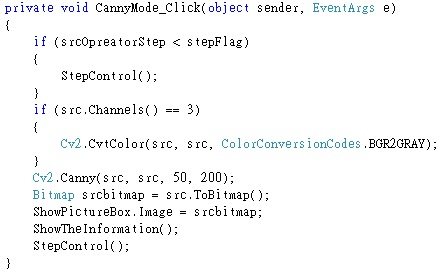 private void CannyMode_Click(object sender, EventArgs e)
{
    if (srcOpreatorStep < stepFlag)
    {
        StepControl();
    }
    if (src.Channels() == 3)
    {
        Cv2.CvtColor(src, src, ColorConversionCodes.BGR2GRAY);
    }
    Cv2.Canny(src, src, 50, 200);
    Bitmap srcbitmap = src.ToBitmap();
    ShowPictureBox.Image = srcbitmap;
    ShowTheInformation();
    StepControl();
}